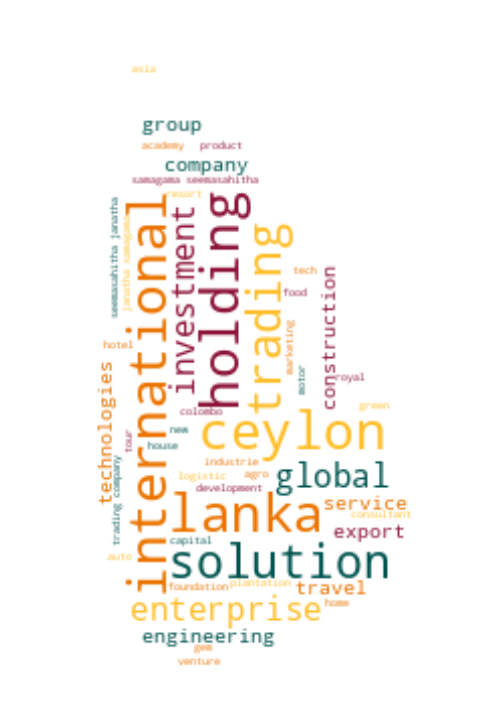 asia
group
academy product
company
samagama seemasahitha
resort
seemasahitha janatha
janatha samagama
international
investment
holding
trading
tech
food
construction
marketing
motor
royal
hotel
technologies
colombo
green
ceylon
new
tour
house
industrie
global
logistic
agro
development
trading company
lanka
service
consultant
export
capital
solution
auto
foundation
plantation
travel
enterprise
home
engineering
gem
venture